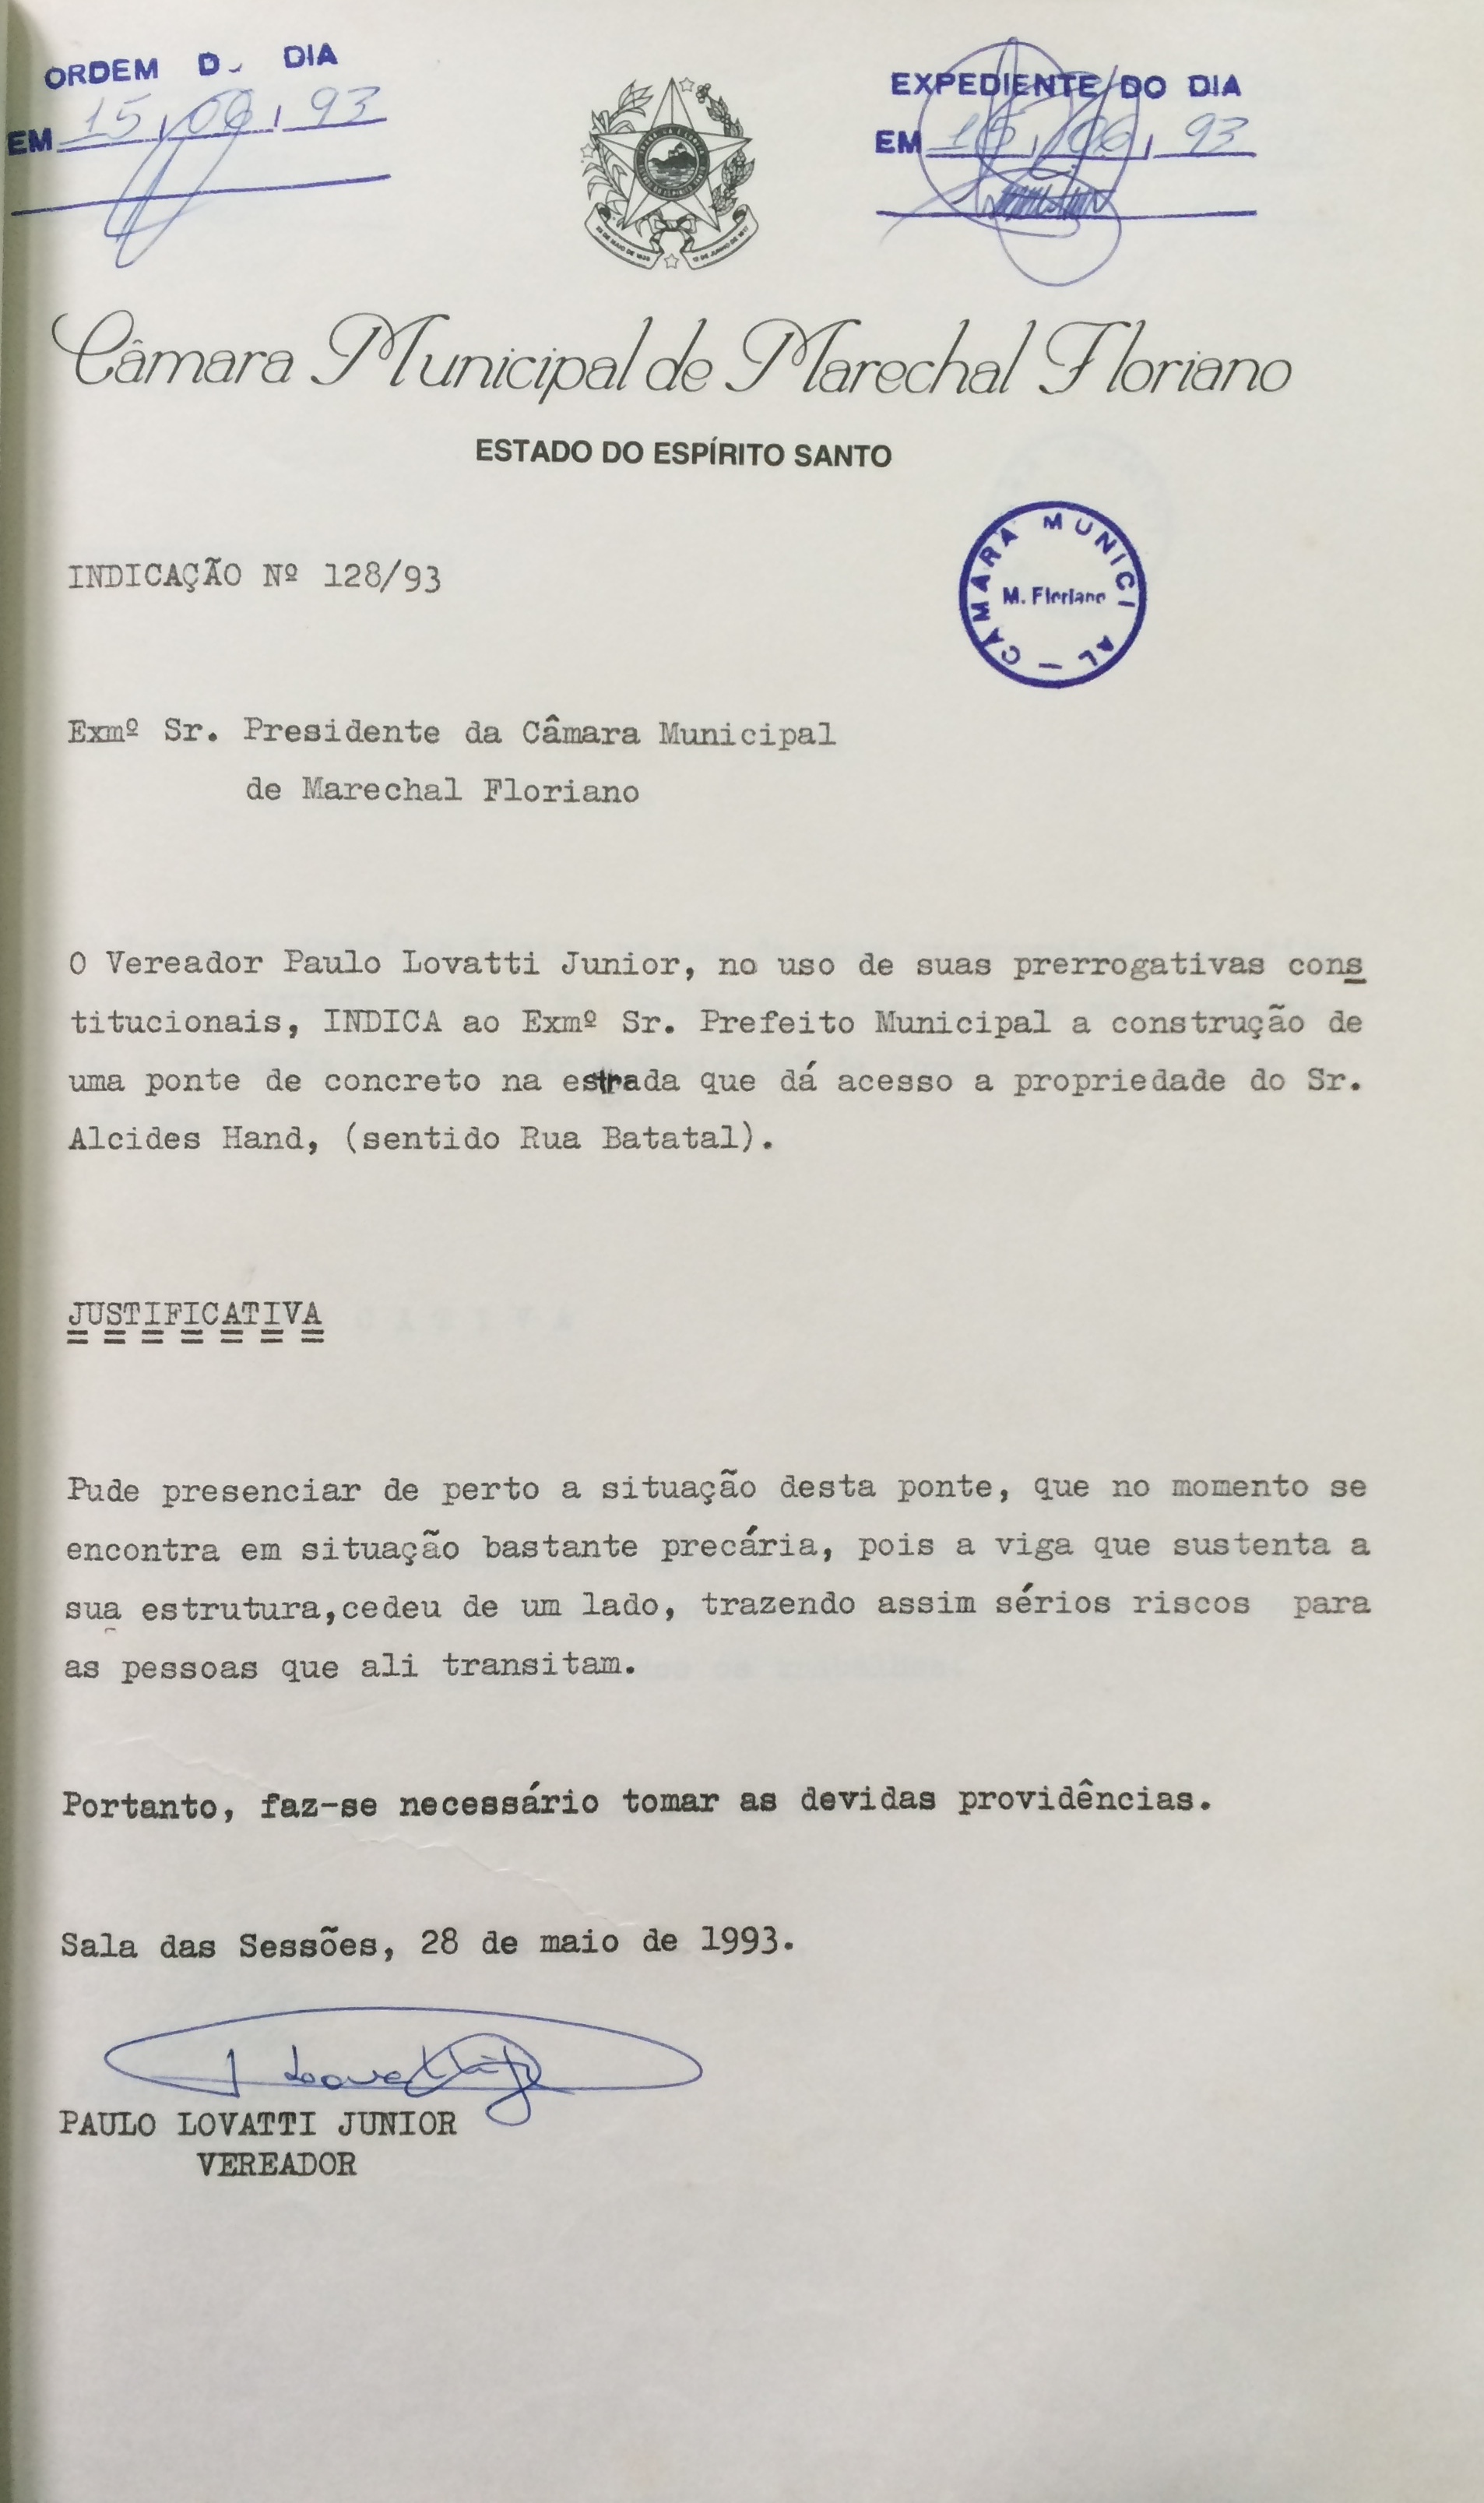 ORDEM D DIA
EM 15, 06, 93
EXPEDIENTE DO DIA
EM 15, 06, 93
Câmara Municipal de Marechal Floriano
ESTADO DO ESPÍRITO SANTO
CÂMARA MUNICI AL —
M. Floriano
INDICAÇÃO Nº 128/93
Exmº Sr. Presidente da Câmara Municipal
de Marechal Floriano
O Vereador Paulo Lovatti Junior, no uso de suas prerrogativas cons
titucionais, INDICA ao Exmº Sr. Prefeito Municipal a construção de
uma ponte de concreto na estrada que dá acesso a propriedade do Sr.
Alcides Hand, (sentido Rua Batatal).
JUSTIFICATIVA
Pude presenciar de perto a situação desta ponte, que no momento se
encontra em situação bastante precária, pois a viga que sustenta a
sua estrutura,cedeu de um lado, trazendo assim sérios riscos para
as pessoas que ali transitam.
Portanto, faz-se necessário tomar as devidas providências.
Sala das Sessões, 28 de maio de 1993.
PAULO LOVATTI JUNIOR
VEREADOR